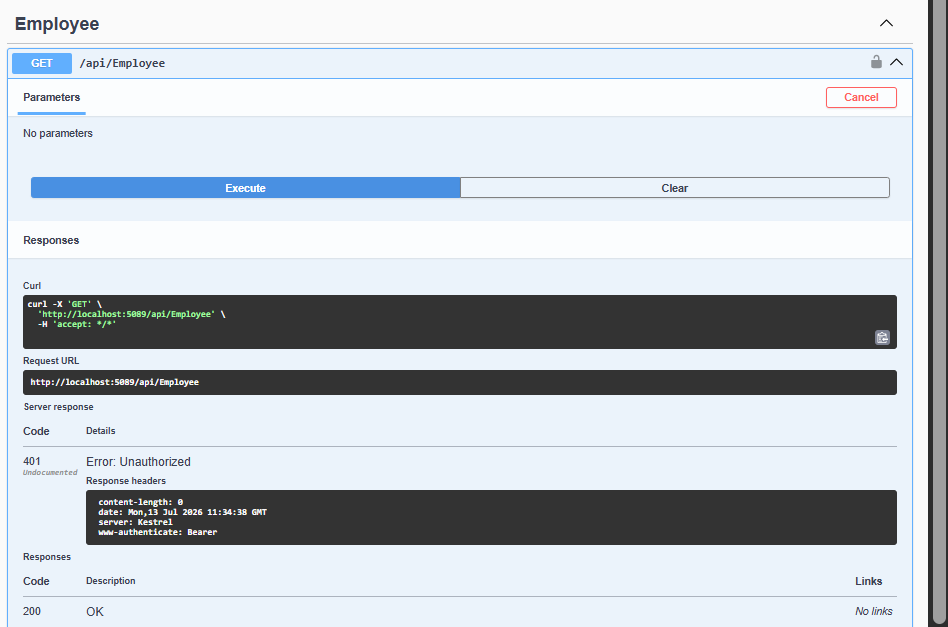 Employee
GET /api/Employee
Parameters Cancel
No parameters
Execute Clear
Responses
Curl
curl -X 'GET' \
'http://localhost:5089/api/Employee' \
-H 'accept: */*'
Request URL
http://localhost:5089/api/Employee
Server response
Code Details
401 Error: Unauthorized
Undocumented
Response headers
content-length: 0
date: Mon,13 Jul 2026 11:34:38 GMT
server: Kestrel
www-authenticate: Bearer
Responses
Code Description Links
200 OK No links